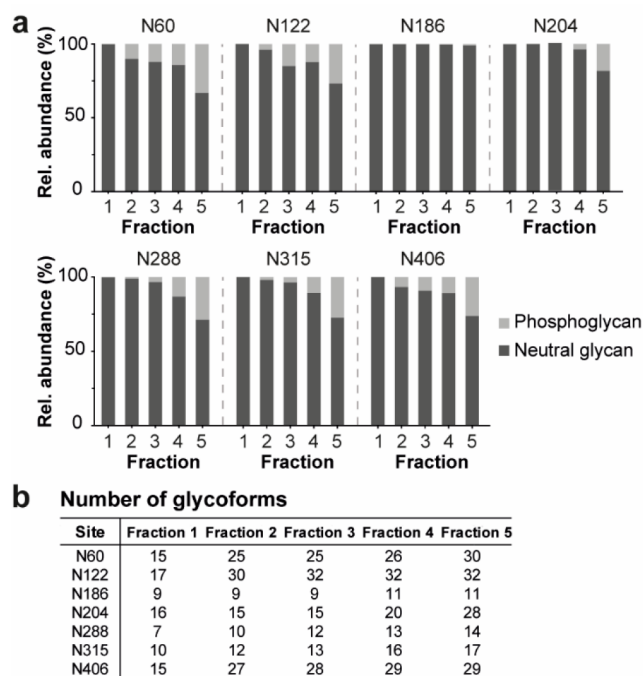 a
N60 N122 N186 N204
Rel. abundance (%)
100
50
0
1 2 3 4 5 1 2 3 4 5 1 2 3 4 5 1 2 3 4 5
Fraction Fraction Fraction Fraction
N288 N315 N406
Rel. abundance (%)
100
50
0
1 2 3 4 5 1 2 3 4 5 1 2 3 4 5
Fraction Fraction Fraction
Phosphoglycan
Neutral glycan
b Number of glycoforms
Site Fraction 1 Fraction 2 Fraction 3 Fraction 4 Fraction 5
N60 15 25 25 26 30
N122 17 30 32 32 32
N186 9 9 9 11 11
N204 16 15 15 20 28
N288 7 10 12 13 14
N315 10 12 13 16 17
N406 15 27 28 29 29